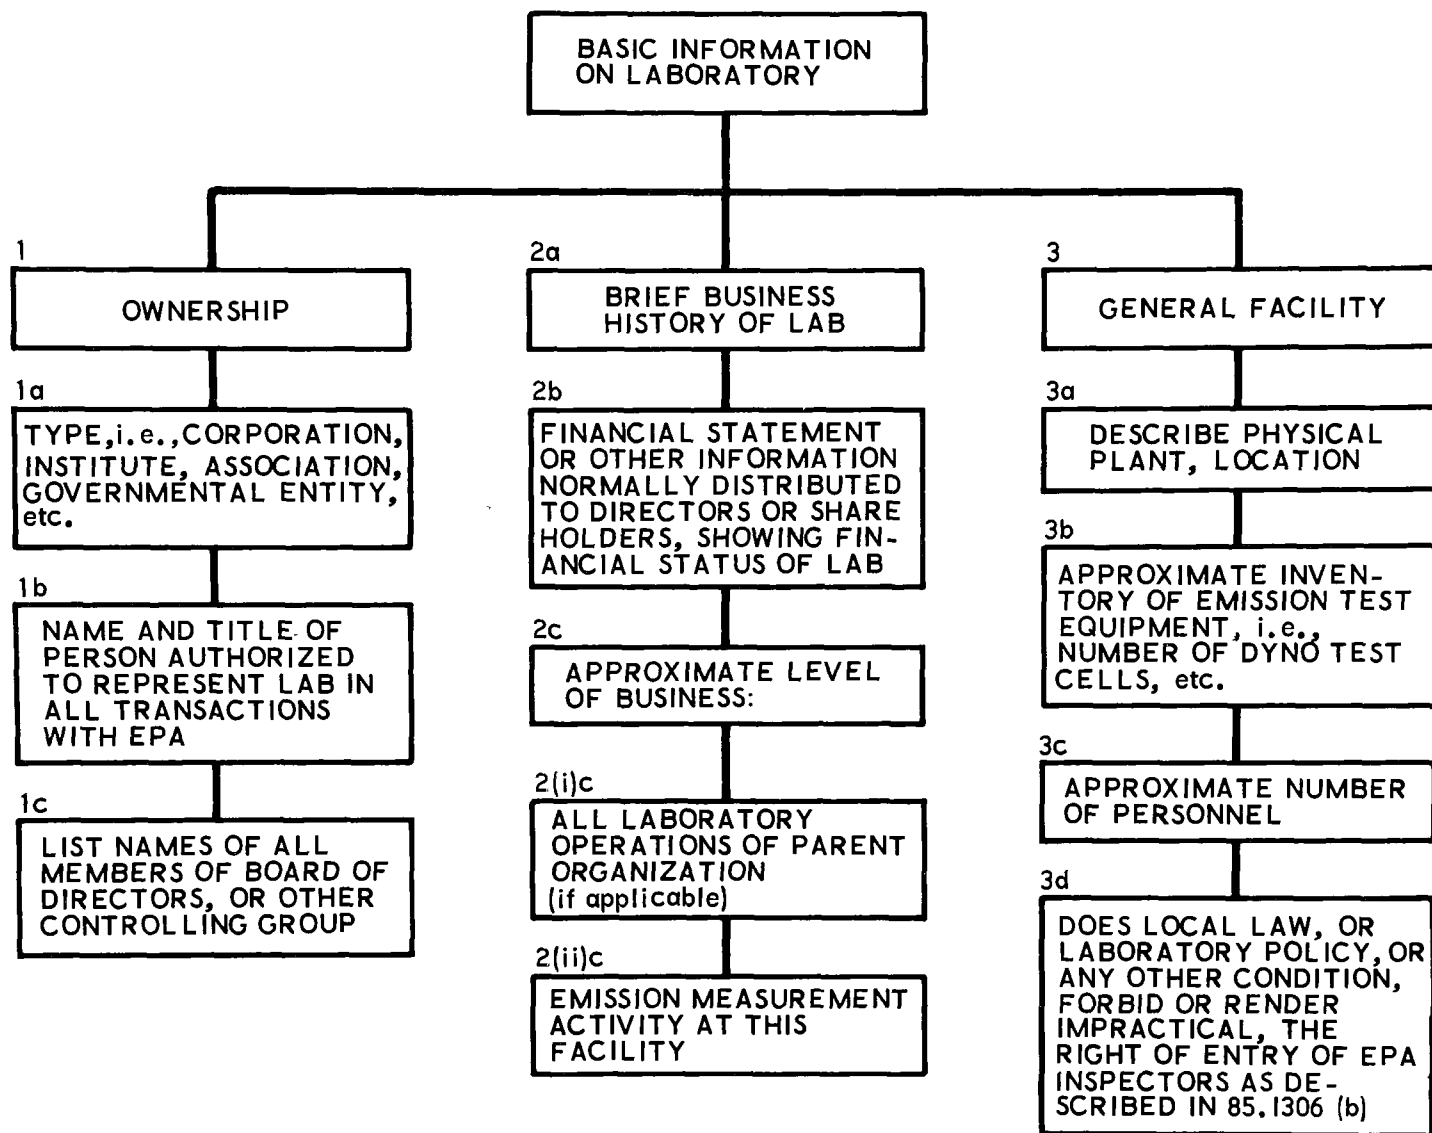 BASIC INFORMATION
ON LABORATORY
1
OWNERSHIP
1a
TYPE, i.e., CORPORATION,
INSTITUTE, ASSOCIATION,
GOVERNMENTAL ENTITY,
etc.
1b
NAME AND TITLE OF
PERSON AUTHORIZED
TO REPRESENT LAB IN
ALL TRANSACTIONS
WITH EPA
1c
LIST NAMES OF ALL
MEMBERS OF BOARD OF
DIRECTORS, OR OTHER
CONTROLLING GROUP
2a
BRIEF BUSINESS
HISTORY OF LAB
2b
FINANCIAL STATEMENT
OR OTHER INFORMATION
NORMALLY DISTRIBUTED
TO DIRECTORS OR SHARE
HOLDERS, SHOWING FIN-
ANCIAL STATUS OF LAB
2c
APPROXIMATE LEVEL
OF BUSINESS:
2(i)c
ALL LABORATORY
OPERATIONS OF PARENT
ORGANIZATION
(if applicable)
2(ii)c
EMISSION MEASUREMENT
ACTIVITY AT THIS
FACILITY
3
GENERAL FACILITY
3a
DESCRIBE PHYSICAL
PLANT, LOCATION
3b
APPROXIMATE INVEN-
TORY OF EMISSION TEST
EQUIPMENT, i.e.,
NUMBER OF DYNO TEST
CELLS, etc.
3c
APPROXIMATE NUMBER
OF PERSONNEL
3d
DOES LOCAL LAW, OR
LABORATORY POLICY, OR
ANY OTHER CONDITION,
FORBID OR RENDER
IMPRACTICAL, THE
RIGHT OF ENTRY OF EPA
INSPECTORS AS DE-
SCRIBED IN 85.1306 (b)